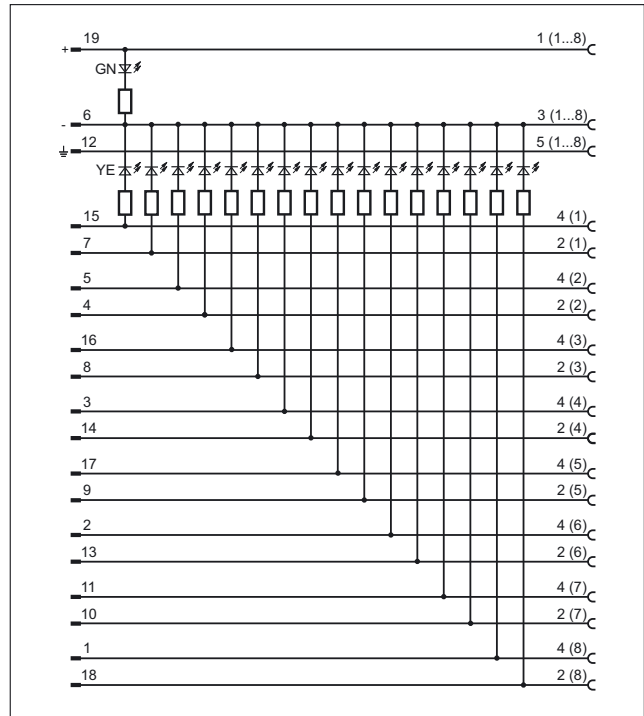 19 1 (1...8)
+
GN
6 3 (1...8)
-
12 5 (1...8)
YE
15 4 (1)
7 2 (1)
5 4 (2)
4 2 (2)
16 4 (3)
8 2 (3)
3 4 (4)
14 2 (4)
17 4 (5)
9 2 (5)
2 4 (6)
13 2 (6)
11 4 (7)
10 2 (7)
1 4 (8)
18 2 (8)